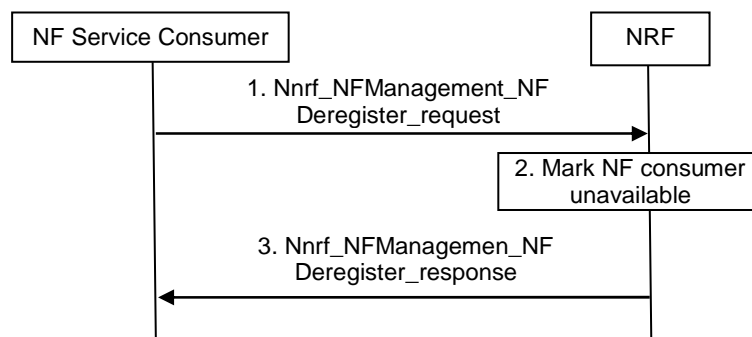 NF Service Consumer
NRF
1. Nnrf_NFManagement_NF
Deregister_request
2. Mark NF consumer
unavailable
3. Nnrf_NFManagemen_NF
Deregister_response